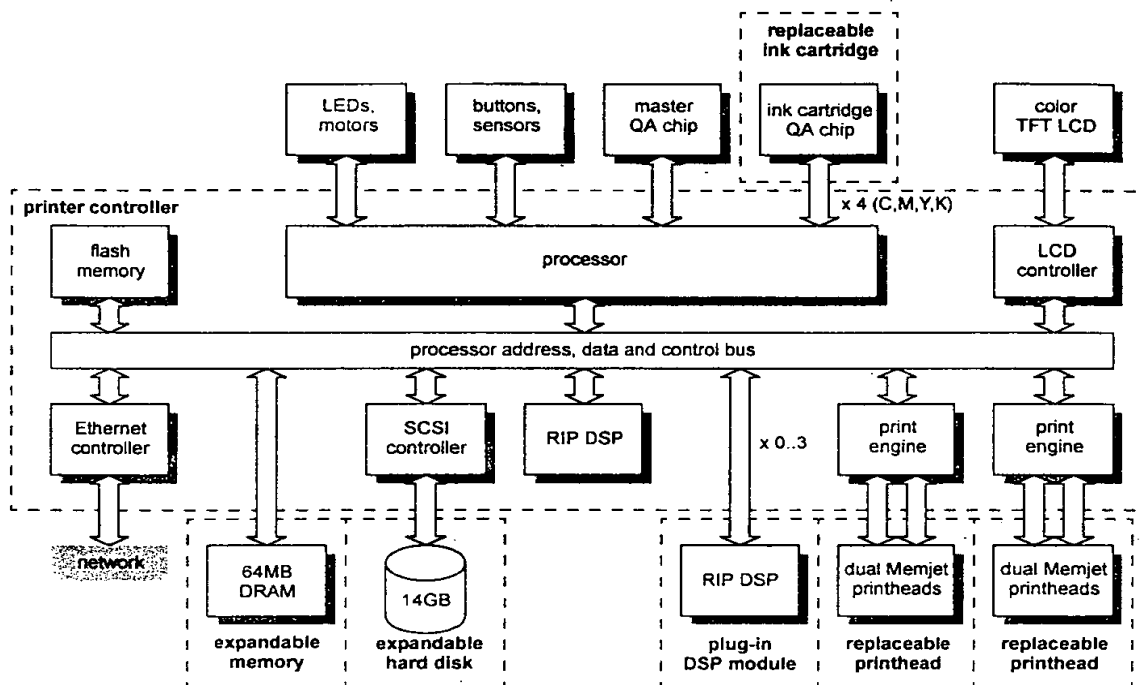 replaceable
ink cartridge
LEDs,
motors
buttons,
sensors
master
QA chip
ink cartridge
QA chip
color
TFT LCD
printer controller
x 4 (C,M,Y,K)
flash
memory
processor
LCD
controller
processor address, data and control bus
Ethernet
controller
SCSI
controller
RIP DSP
x 0..3
print
engine
print
engine
network
64MB
DRAM
14GB
RIP DSP
dual Memjet
printheads
dual Memjet
printheads
expandable
memory
expandable
hard disk
plug-in
DSP module
replaceable
printhead
replaceable
printhead